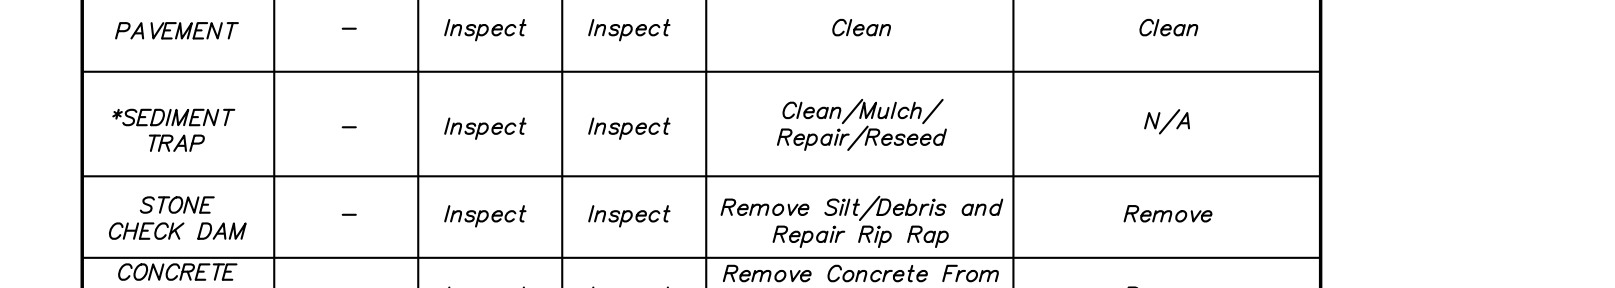 PAVEMENT – Inspect Inspect Clean Clean
*SEDIMENT
TRAP
– Inspect Inspect
Clean/Mulch/
Repair/Reseed
N/A
STONE
CHECK DAM
– Inspect Inspect
Remove Silt/Debris and
Repair Rip Rap
Remove
CONCRETE
Remove Concrete From